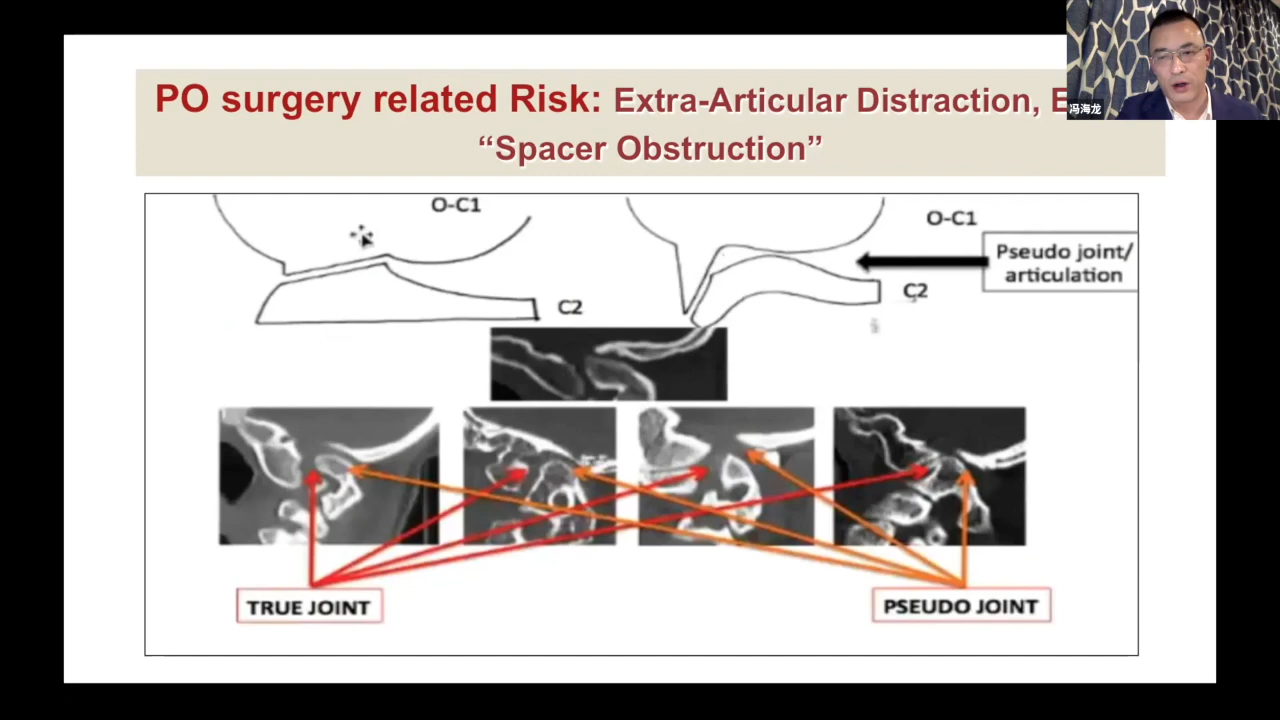 PO surgery related Risk: Extra-Articular Distraction,
“Spacer Obstruction”
冯海龙
O-C1
O-C1
Pseudo joint/
articulation
C2
C2
TRUE JOINT
PSEUDO JOINT